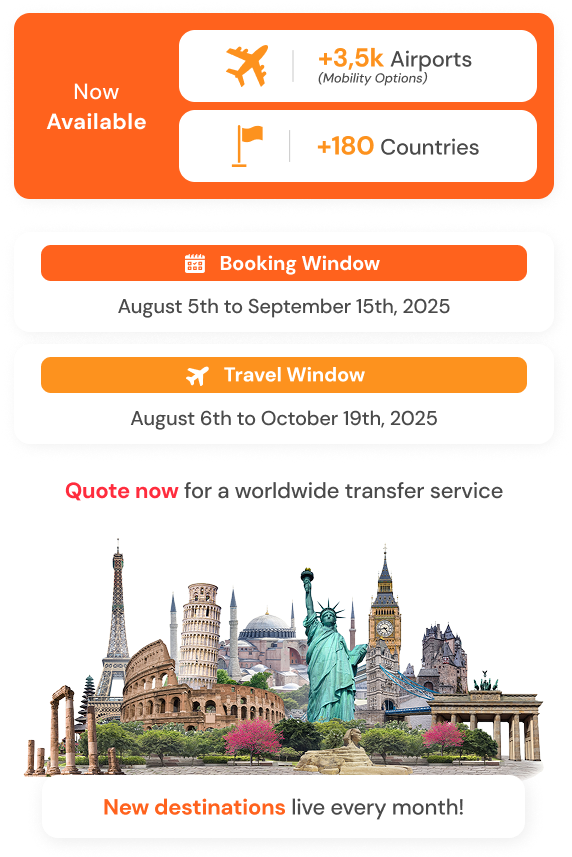 Now
Available
+3,5k Airports
(Mobility Options)
+180 Countries
Booking Window
August 5th to September 15th, 2025
Travel Window
August 6th to October 19th, 2025
Quote now for a worldwide transfer service
New destinations live every month!